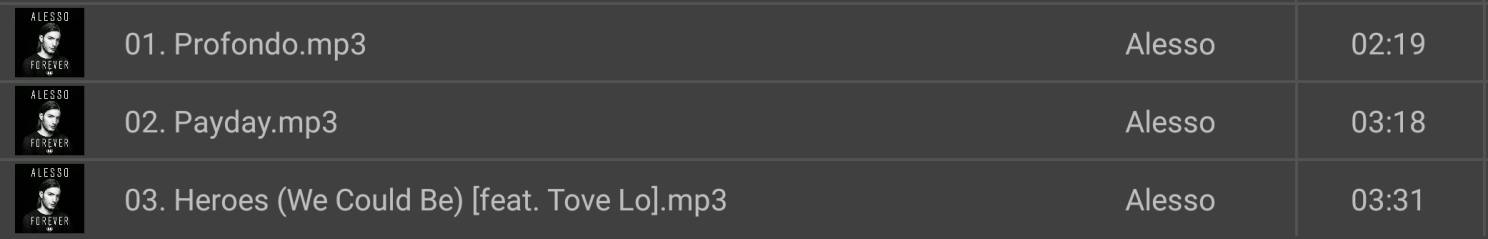 ALESSO
FOREVER
01. Profondo.mp3 Alesso 02:19
ALESSO
FOREVER
02. Payday.mp3 Alesso 03:18
ALESSO
FOREVER
03. Heroes (We Could Be) [feat. Tove Lo].mp3 Alesso 03:31